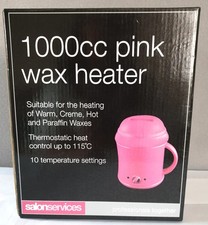 1000cc pink
wax heater
Suitable for the heating
of Warm, Creme, Hot
and Paraffin Waxes
Thermostatic heat
control up to 115°C
10 temperature settings
salonservices